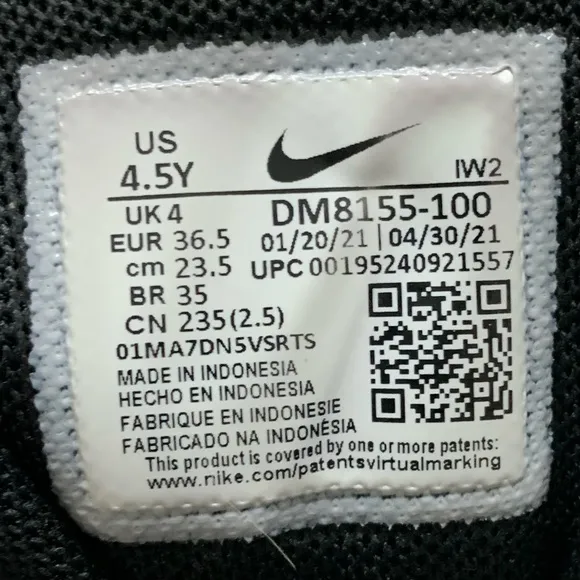 US
4.5Y
IW2
UK 4
DM8155-100
EUR 36.5
01/20/21 | 04/30/21
cm 23.5
UPC 00195240921557
BR 35
CN 235(2.5)
01MA7DN5VSRTS
MADE IN INDONESIA
HECHO EN INDONESIA
FABRIQUE EN INDONESIE
FABRICADO NA INDONÉSIA
This product is covered by one or more patents:
www.nike.com/patentsvirtualmarking